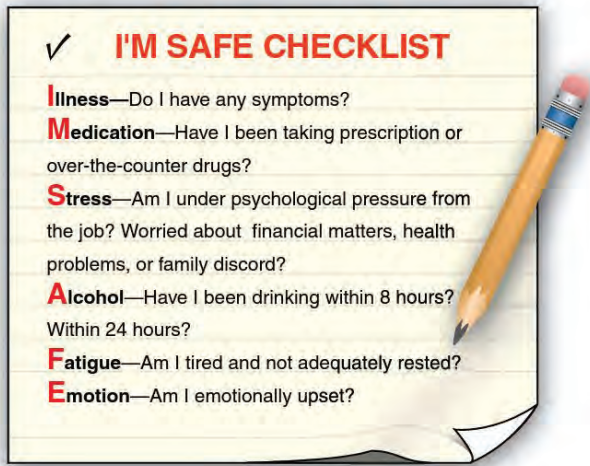 ✓ I'M SAFE CHECKLIST
Illness—Do I have any symptoms?
Medication—Have I been taking prescription or
over-the-counter drugs?
Stress—Am I under psychological pressure from
the job? Worried about financial matters, health
problems, or family discord?
Alcohol—Have I been drinking within 8 hours?
Within 24 hours?
Fatigue—Am I tired and not adequately rested?
Emotion—Am I emotionally upset?